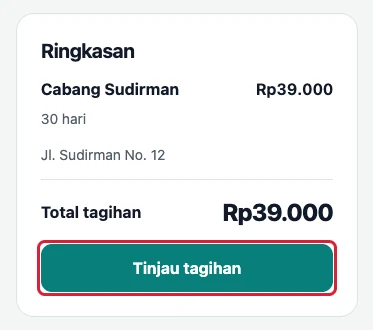 Ringkasan
Cabang Sudirman Rp39.000
30 hari
Jl. Sudirman No. 12
Total tagihan Rp39.000
Tinjau tagihan